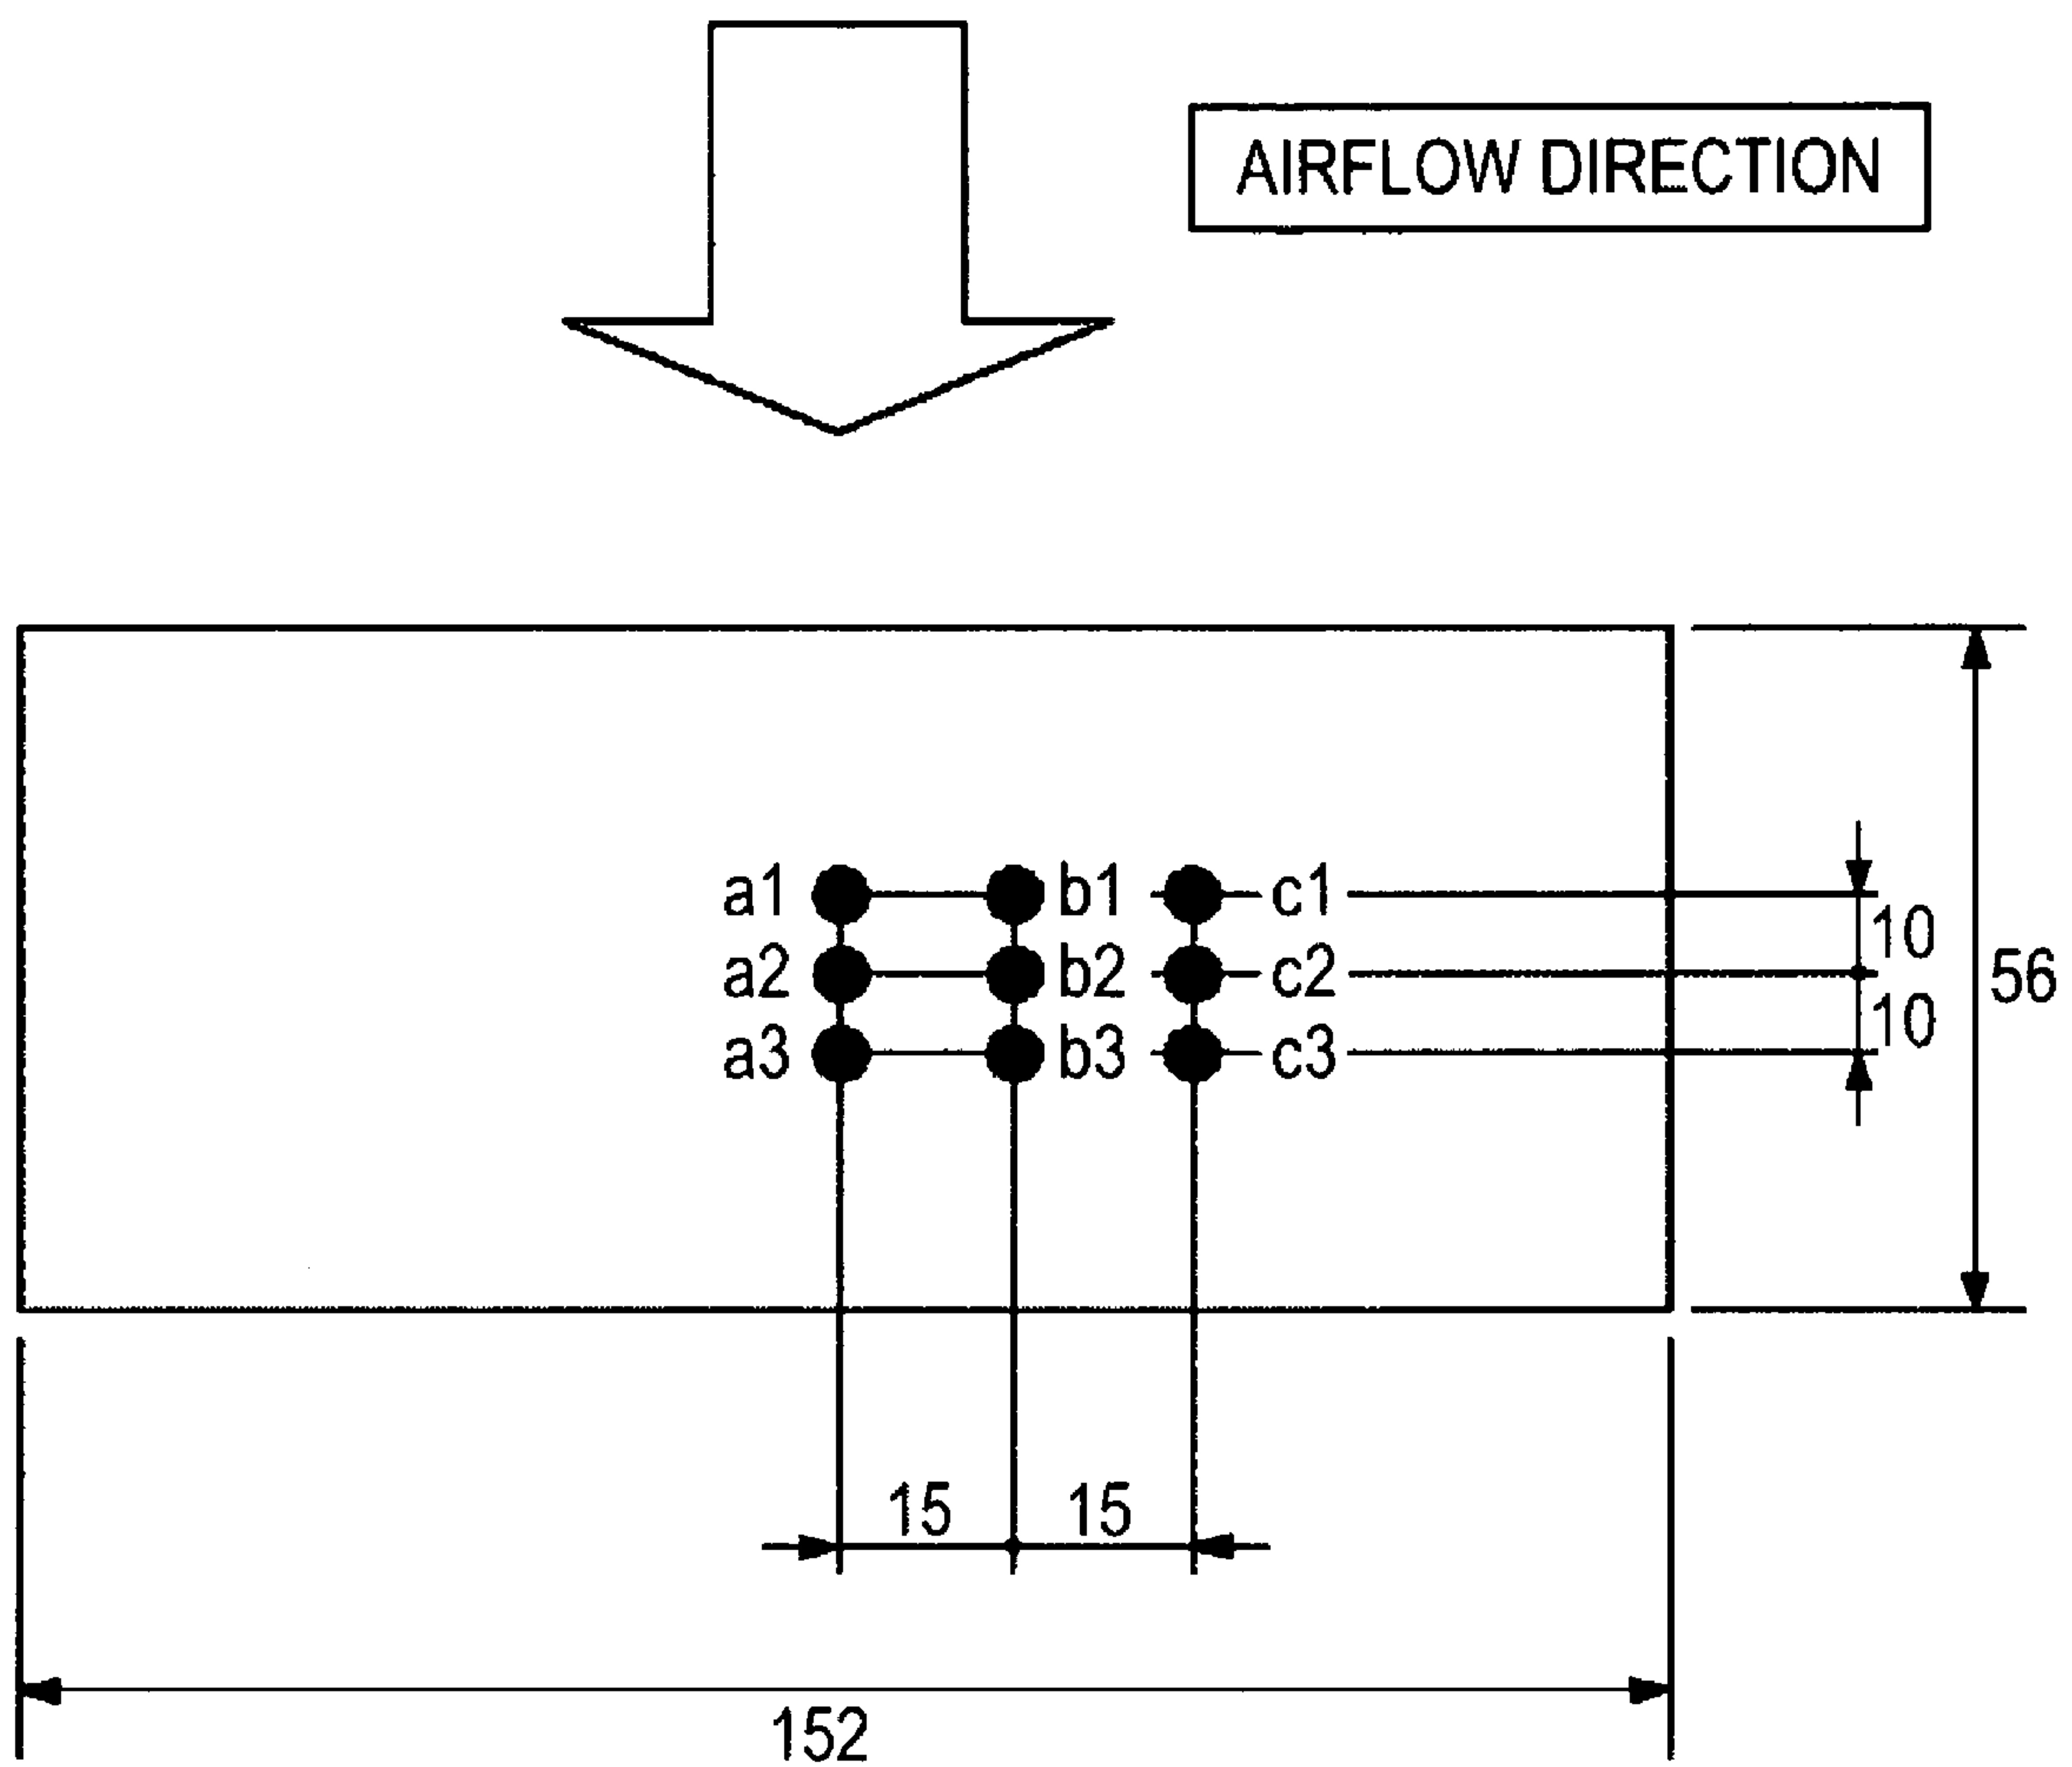 AIRFLOW DIRECTION
a1 b1 c1
10
a2 b2 c2
56
10
a3 b3 c3
15 15
152